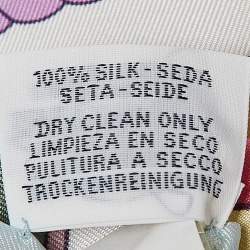 100% SILK-SEDA
SETA-SEIDE
DRY CLEAN ONLY
LIMPIEZA EN SECO
PULITURA A SECCO
TROCKENREINIGUNG